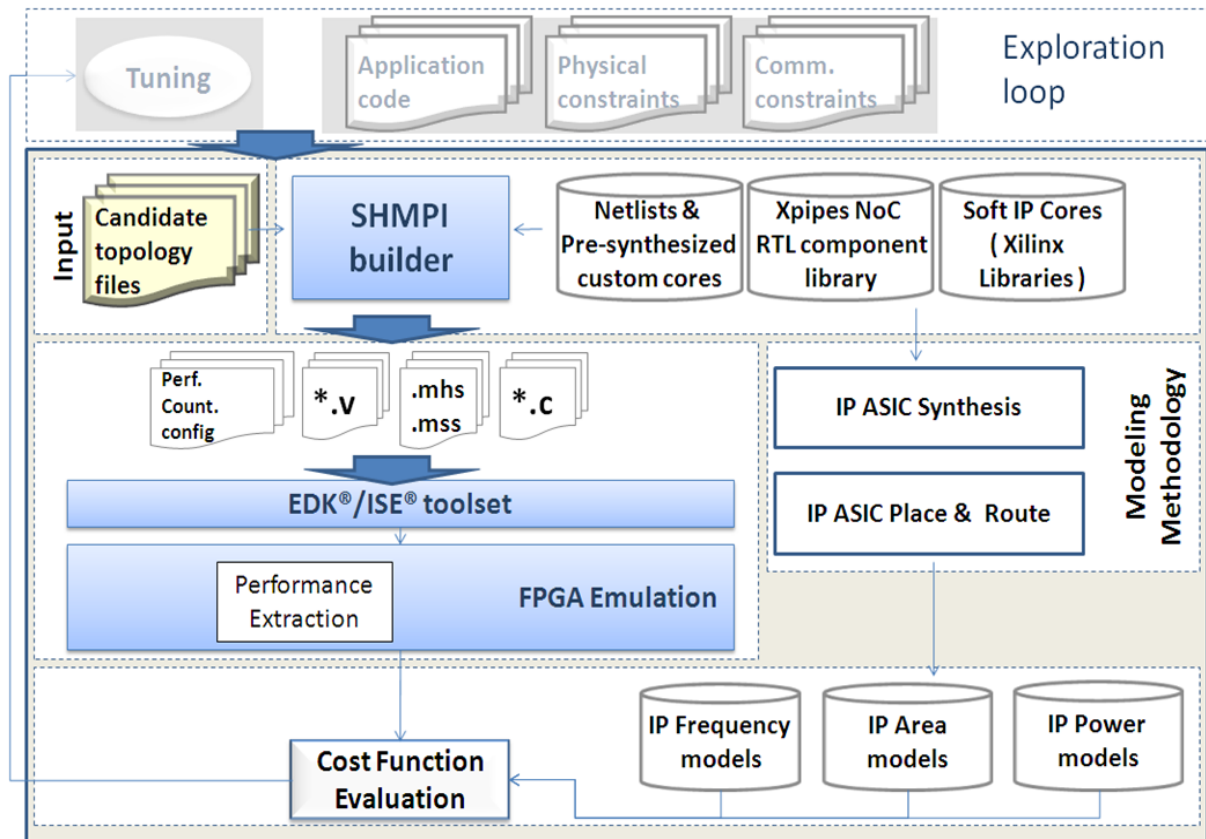 Tuning
Application
code
Physical
constraints
Comm.
constraints
Exploration
loop
Input
Candidate
topology
files
SHMPI
builder
Netlists &
Pre-synthesized
custom cores
Xpipes NoC
RTL component
library
Soft IP Cores
( Xilinx
Libraries )
Perf.
Count.
config
*.v
.mhs
.mss
*.c
IP ASIC Synthesis
IP ASIC Place & Route
Modeling
Methodology
EDK®/ISE® toolset
Performance
Extraction
FPGA Emulation
IP Frequency
models
IP Area
models
IP Power
models
Cost Function
Evaluation